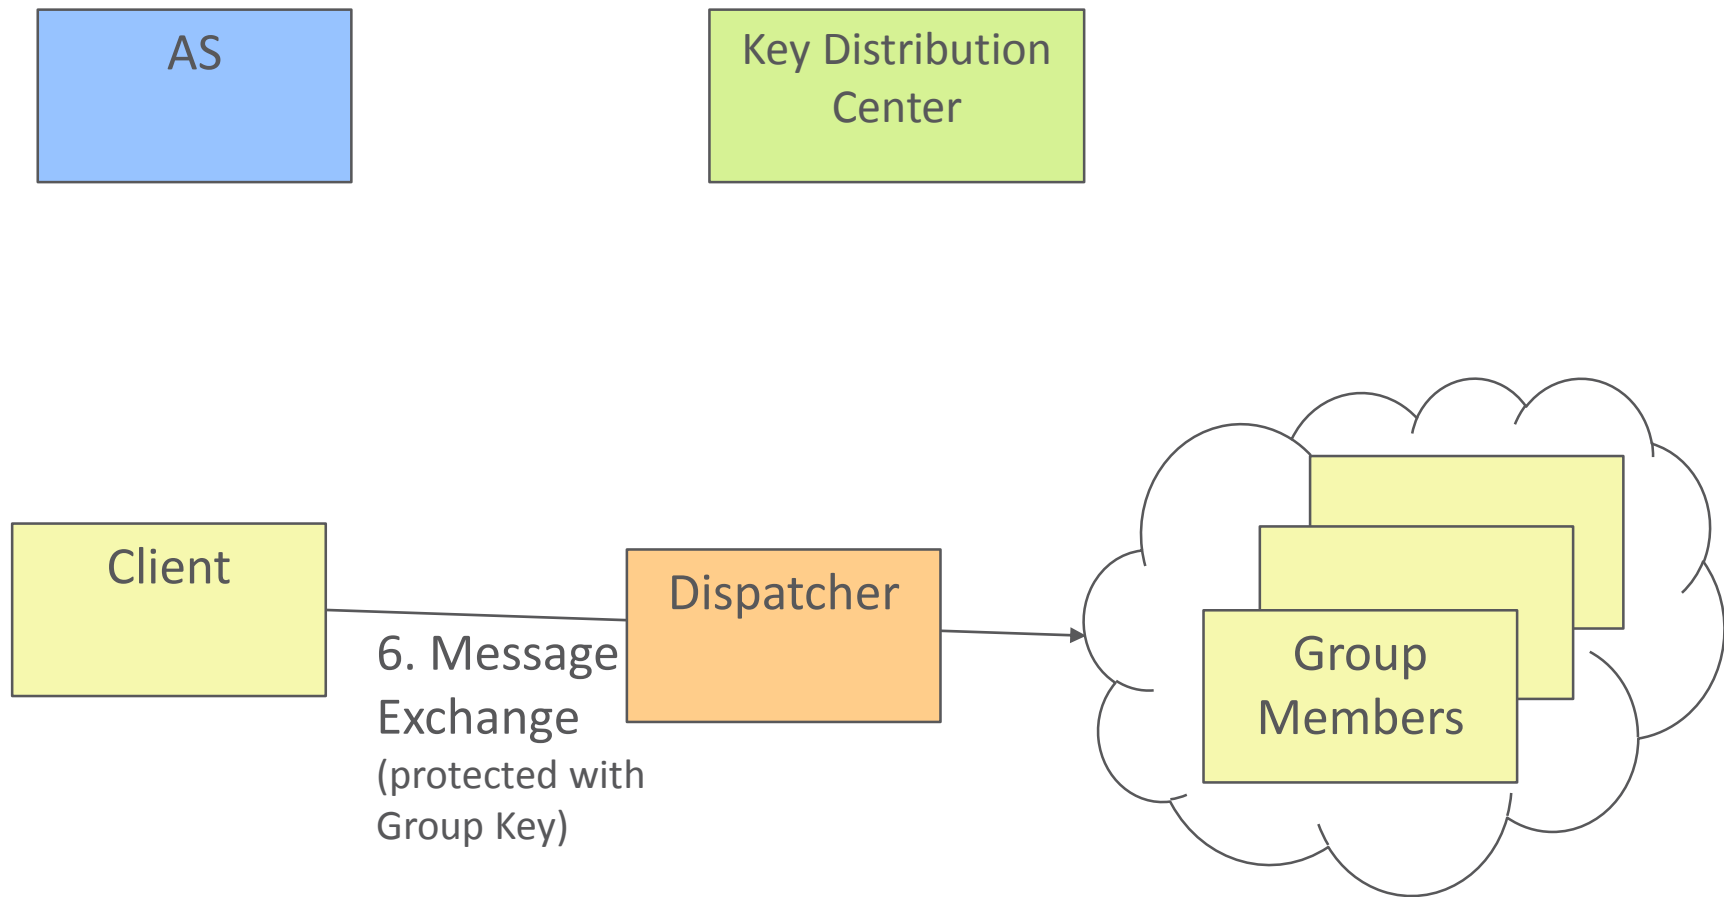 AS
Key Distribution
Center
Client
Dispatcher
6. Message
Exchange
(protected with
Group Key)
Group
Members